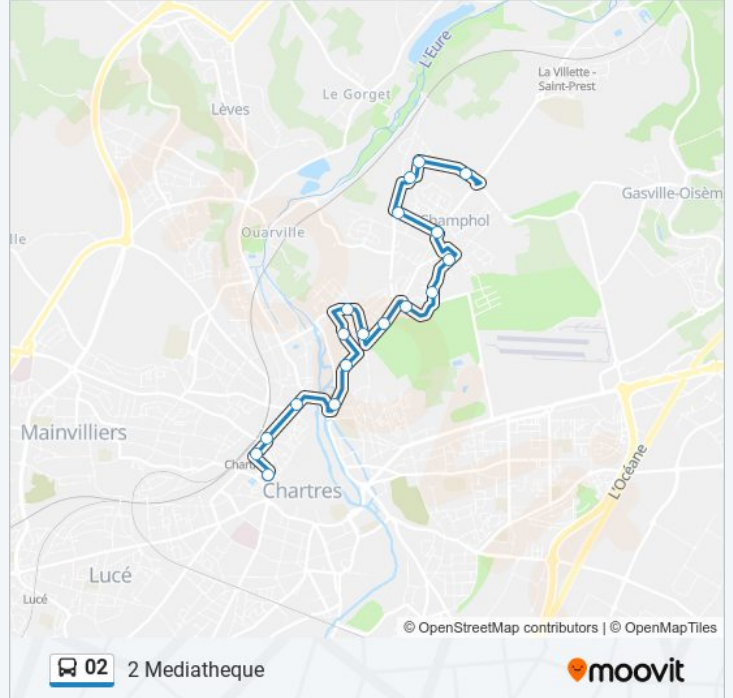 L'Eure
La Villette -
Saint-Prest
Le Gorget
Lèves
Gasville-Oisèm
Champhol
Ouarville
lle
Mainvilliers
Chart
Chartres
L'Océane
Lucé
Lucé
© OpenStreetMap contributors | © OpenMapTiles
02 2 Mediatheque
moovit